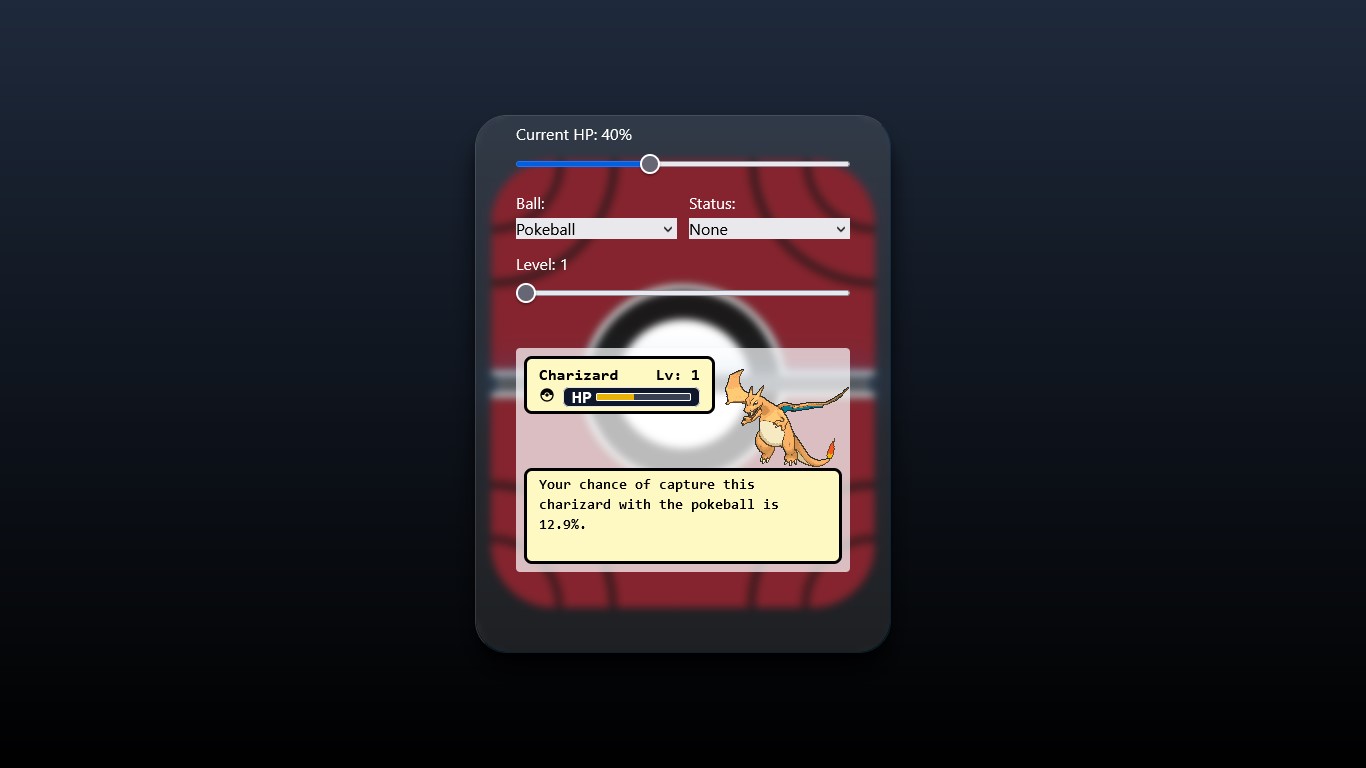 Current HP: 40%
Ball:
Status:
Pokeball
None
Level: 1
Charizard Lv: 1
HP
Your chance of capture this
charizard with the pokeball is
12.9%.